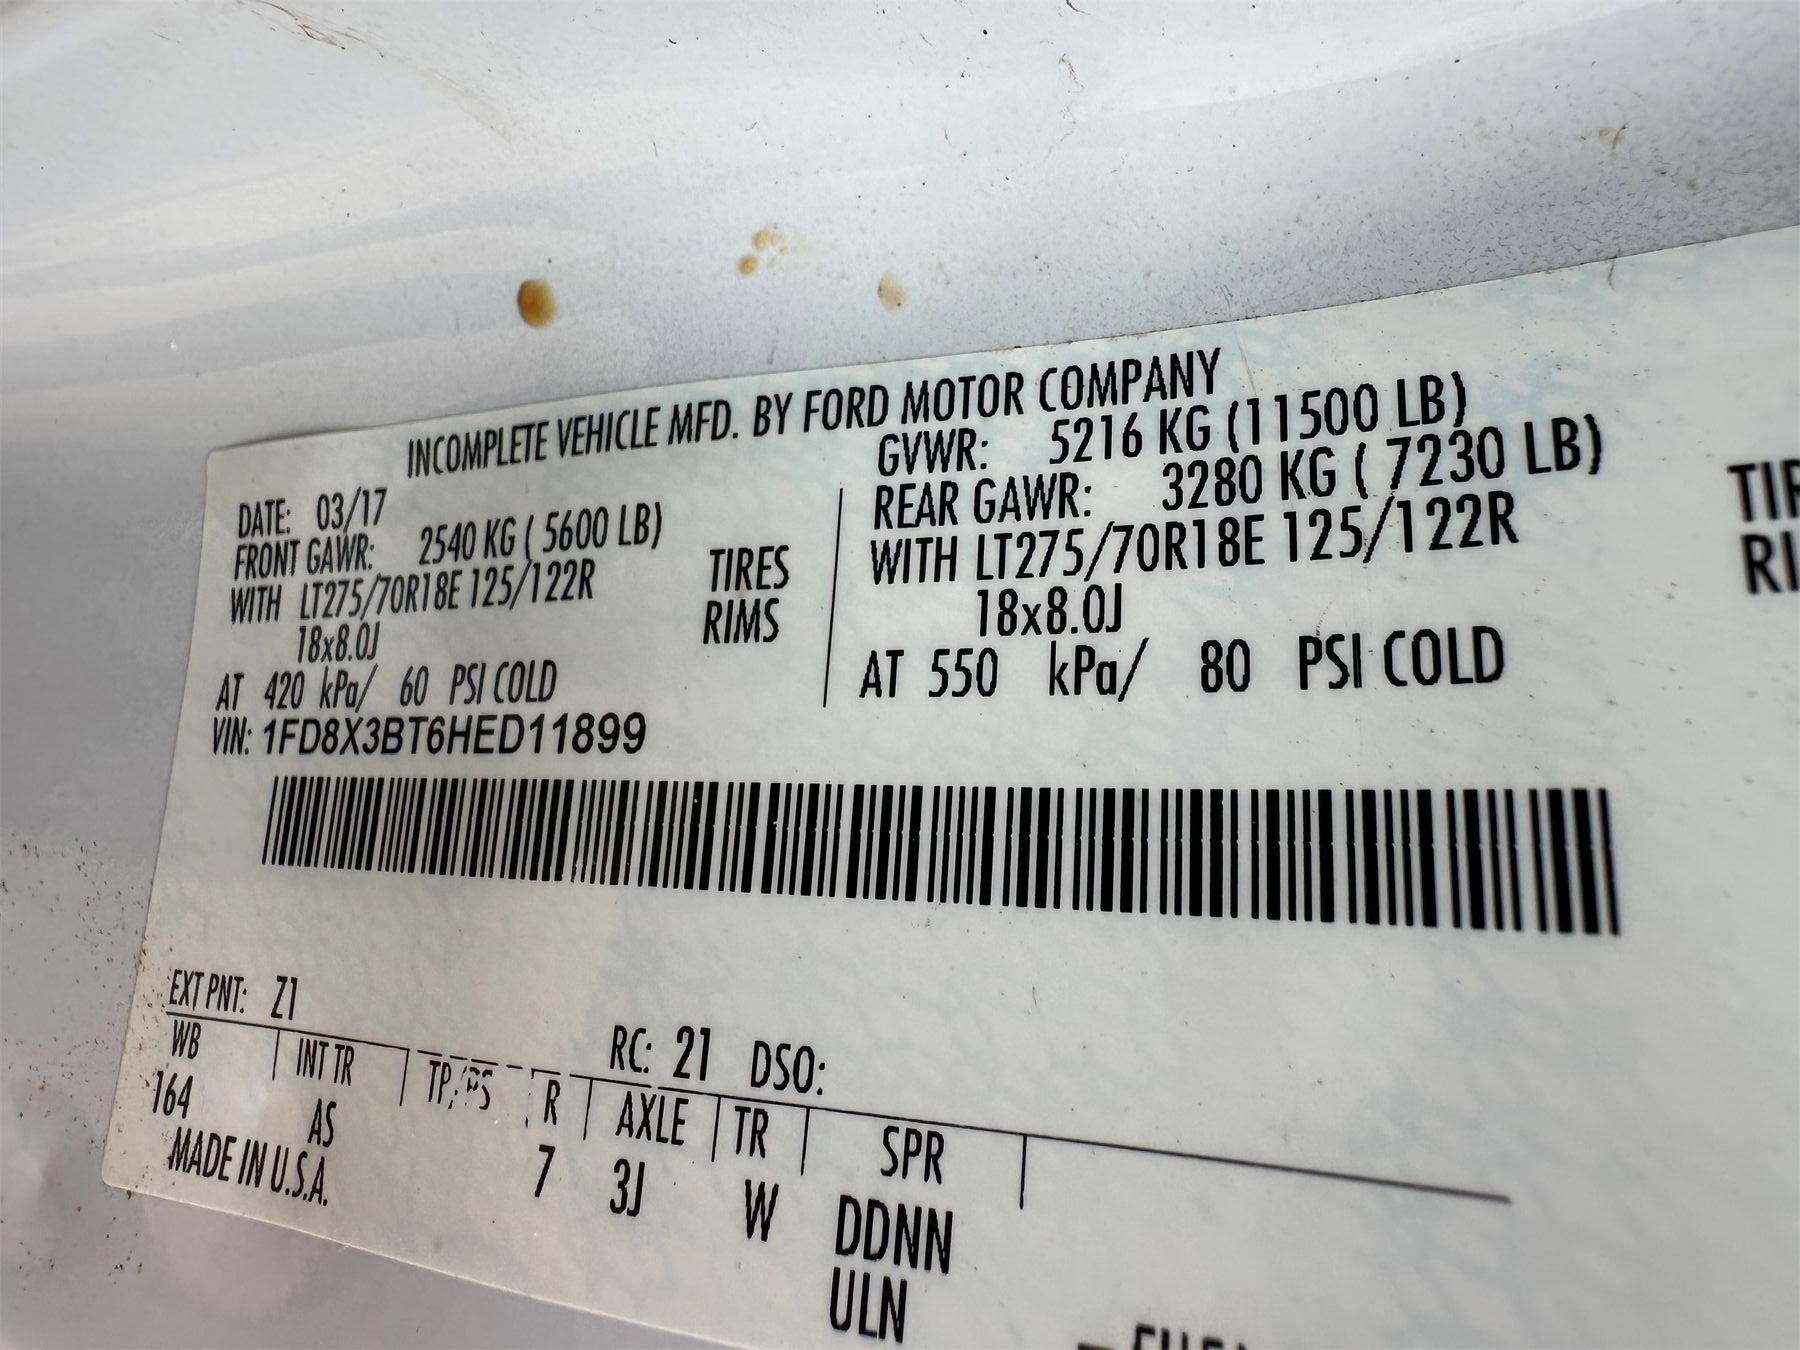 INCOMPLETE VEHICLE MFD. BY FORD MOTOR COMPANY
DATE: 03/17
GVWR: 5216 KG (11500 LB)
FRONT GAWR: 2540 KG ( 5600 LB)
REAR GAWR: 3280 KG ( 7230 LB)
WITH LT275/70R18E 125/122R TIRES
WITH LT275/70R18E 125/122R
18x8.0J RIMS
18x8.0J
AT 420 kPa/ 60 PSI COLD
AT 550 kPa/ 80 PSI COLD
VIN: 1FD8X3BT6HED11899
EXT PNT: Z1 RC: 21 DSO:
WB INT TR TP/PS R AXLE TR SPR
164 AS 7 3J W DDNN
MADE IN U.S.A. ULN